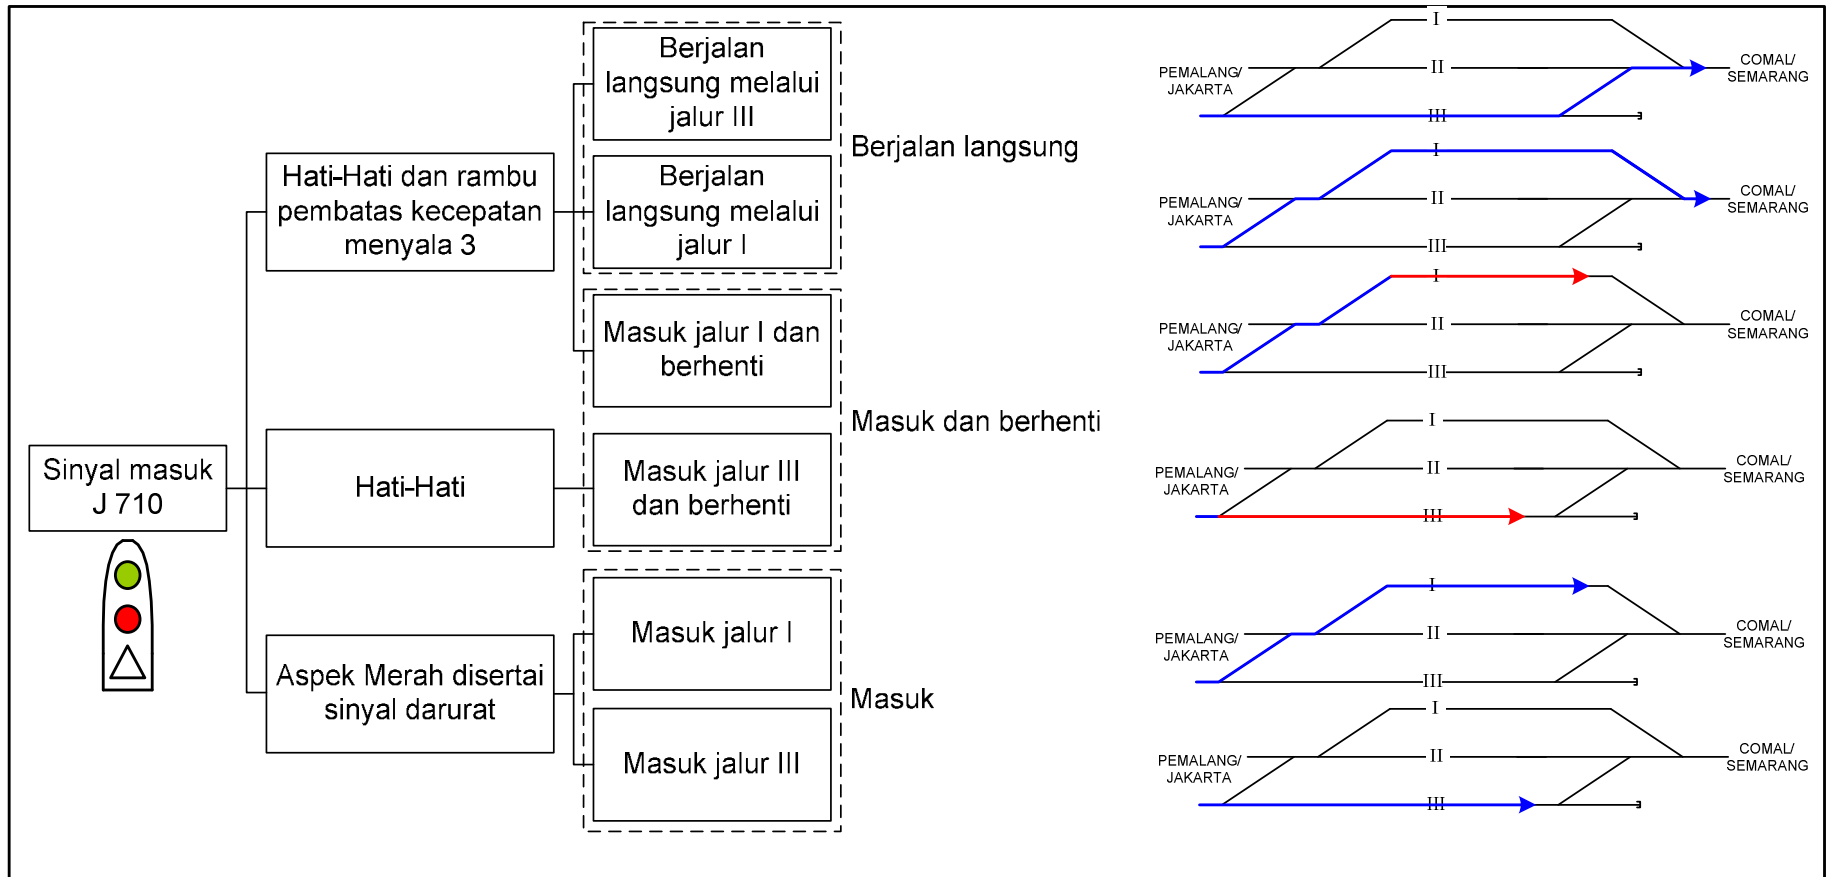 Sinyal masuk
J 710
Hati-Hati dan rambu
pembatas kecepatan
menyala 3
Hati-Hati
Aspek Merah disertai
sinyal darurat
Berjalan
langsung melalui
jalur III
Berjalan
langsung melalui
jalur I
Masuk jalur I dan
berhenti
Masuk jalur III
dan berhenti
Masuk jalur I
Masuk jalur III
Berjalan langsung
Masuk dan berhenti
Masuk
I
PEMALANG/
JAKARTA
II
COMAL/
SEMARANG
III
I
PEMALANG/
JAKARTA
II
COMAL/
SEMARANG
III
I
PEMALANG/
JAKARTA
II
COMAL/
SEMARANG
III
I
PEMALANG/
JAKARTA
II
COMAL/
SEMARANG
III
I
PEMALANG/
JAKARTA
II
COMAL/
SEMARANG
III
I
PEMALANG/
JAKARTA
II
COMAL/
SEMARANG
III